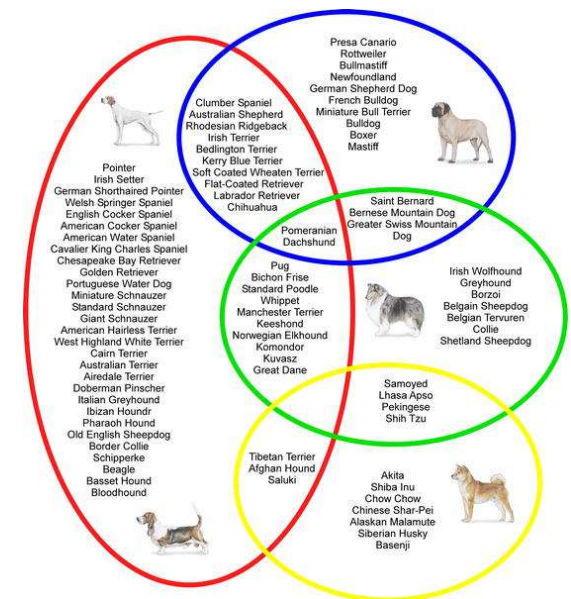 Presa Canario
Rottweiler
Bullmastiff
Newfoundland
German Shepherd Dog
French Bulldog
Miniature Bull Terrier
Bulldog
Boxer
Mastiff
Clumber Spaniel
Australian Shepherd
Rhodesian Ridgeback
Irish Terrier
Bedlington Terrier
Kerry Blue Terrier
Soft Coated Wheaten Terrier
Flat-Coated Retriever
Labrador Retriever
Chihuahua
Pointer
Irish Setter
German Shorthaired Pointer
Welsh Springer Spaniel
English Cocker Spaniel
American Cocker Spaniel
American Water Spaniel
Cavalier King Charles Spaniel
Chesapeake Bay Retriever
Golden Retriever
Portuguese Water Dog
Miniature Schnauzer
Standard Schnauzer
Giant Schnauzer
American Hairless Terrier
West Highland White Terrier
Cairn Terrier
Australian Terrier
Airedale Terrier
Doberman Pinscher
Italian Greyhound
Ibizan Houndr
Pharaoh Hound
Old English Sheepdog
Border Collie
Schipperke
Beagle
Basset Hound
Bloodhound
Saint Bernard
Bernese Mountain Dog
Greater Swiss Mountain
Dog
Pomeranian
Dachshund
Pug
Bichon Frise
Standard Poodle
Whippet
Manchester Terrier
Keeshond
Norwegian Elkhound
Komondor
Kuvasz
Great Dane
Irish Wolfhound
Greyhound
Borzoi
Belgain Sheepdog
Belgian Tervuren
Collie
Shetland Sheepdog
Samoyed
Lhasa Apso
Pekingese
Shih Tzu
Tibetan Terrier
Afghan Hound
Saluki
Akita
Shiba Inu
Chow Chow
Chinese Shar-Pei
Alaskan Malamute
Siberian Husky
Basenji